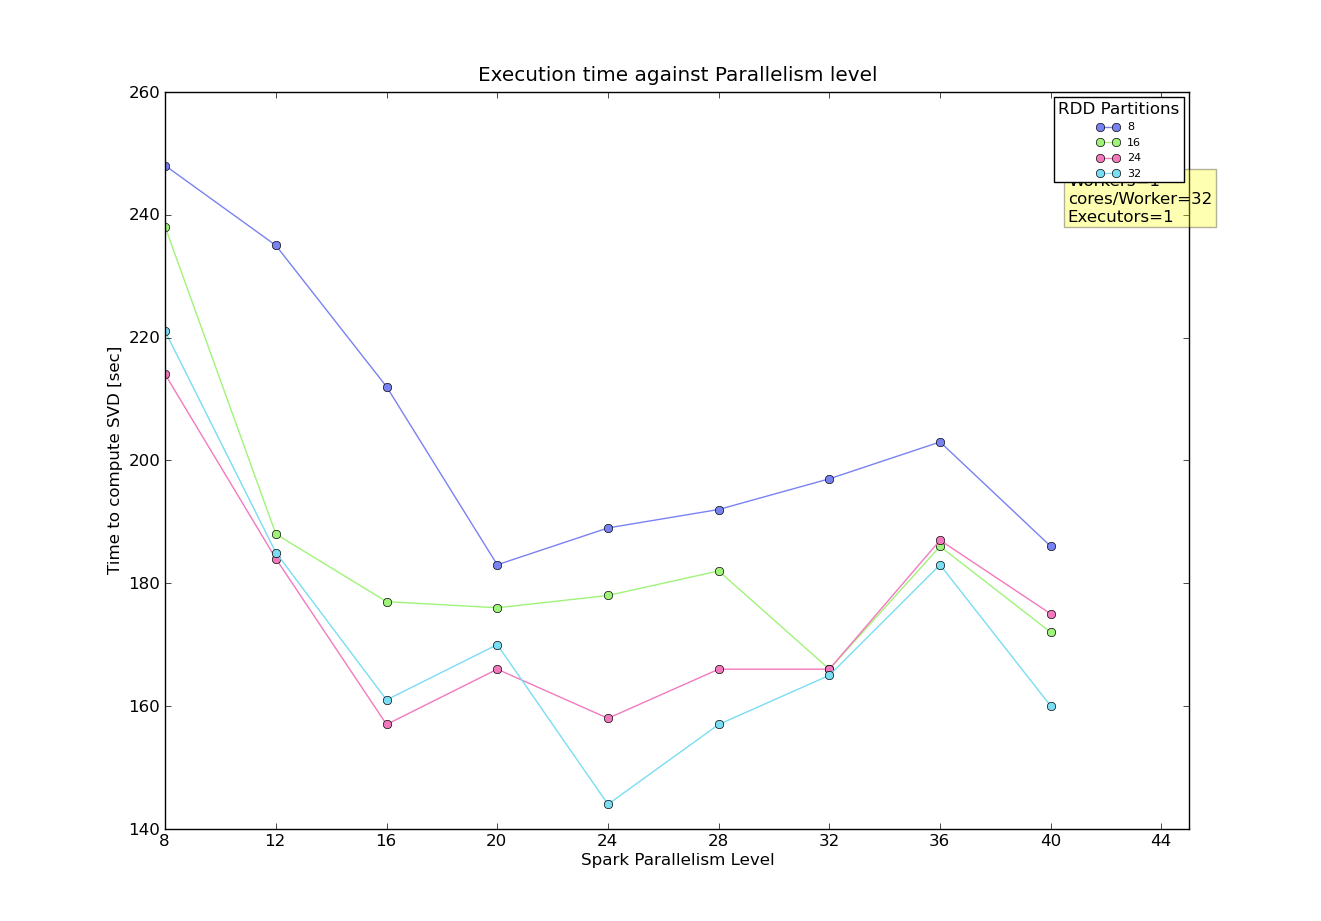 Execution time against Parallelism level
260
240
220
200
180
160
140
Time to compute SVD [sec]
8 12 16 20 24 28 32 36 40 44
Spark Parallelism Level
RDD Partitions
8
16
24
32
Workers=1
cores/Worker=32
Executors=1